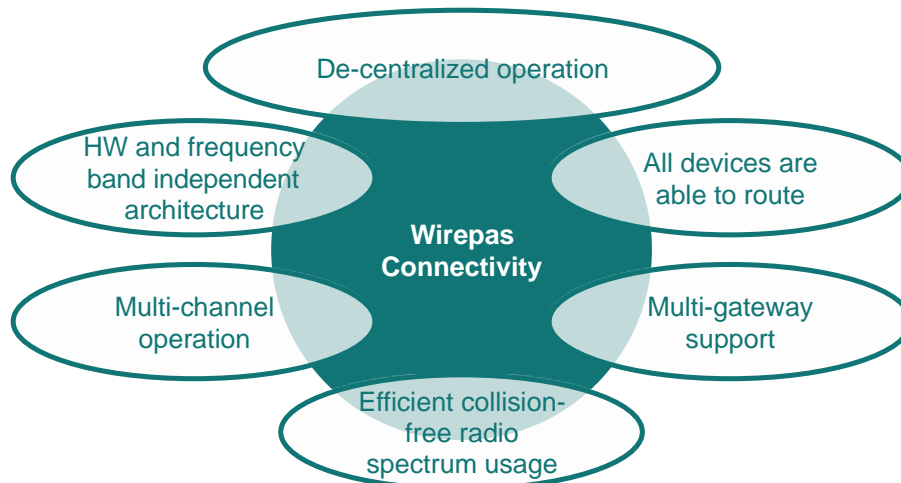 De-centralized operation
HW and frequency
band independent
architecture
All devices are
able to route
Wirepas
Connectivity
Multi-channel
operation
Multi-gateway
support
Efficient collision-
free radio
spectrum usage